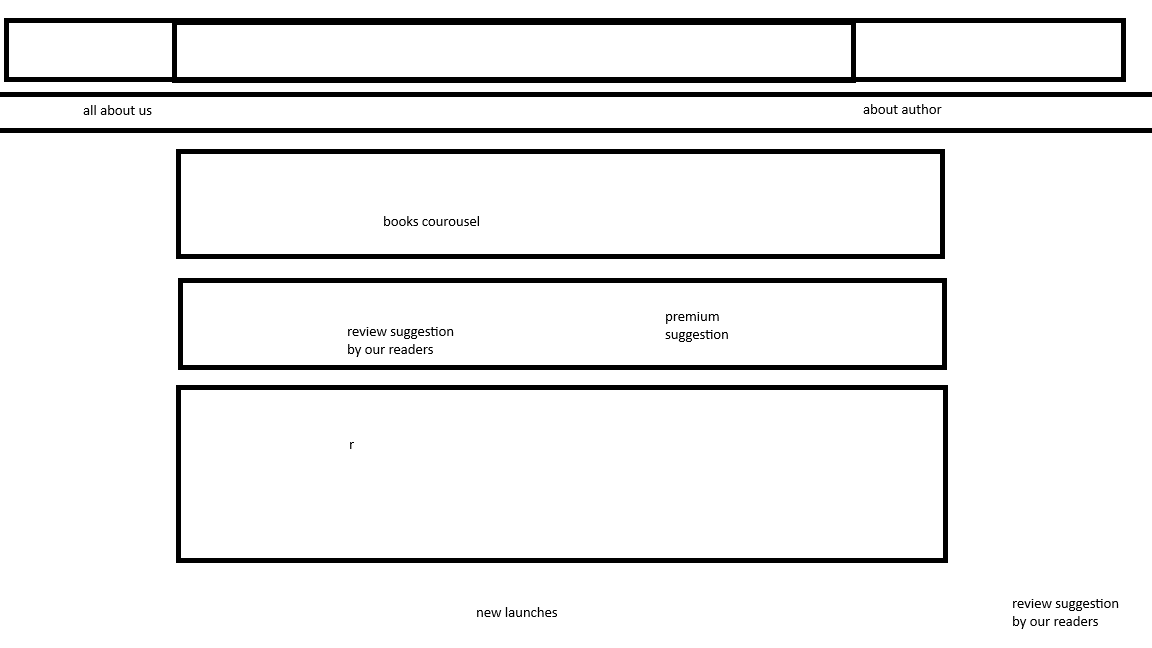 all about us
about author
books courousel
review suggestion
by our readers
premium
suggestion
r
new launches
review suggestion
by our readers